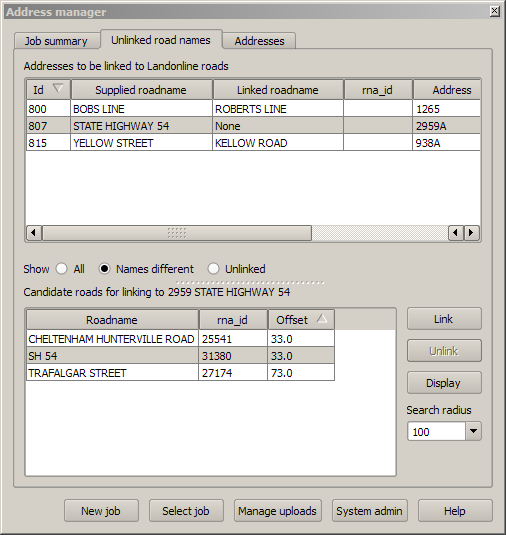 Address manager
Job summary Unlinked road names Addresses
Addresses to be linked to Landonline roads
Id Supplied roadname Linked roadname rna_id Address
800 BOBS LINE ROBERTS LINE 1265
807 STATE HIGHWAY 54 None 2959A
815 YELLOW STREET KELLOW ROAD 938A
Show All Names different Unlinked
Candidate roads for linking to 2959 STATE HIGHWAY 54
Roadname rna_id Offset
CHELTENHAM HUNTERVILLE ROAD 25541 33.0
SH 54 31380 33.0
TRAFALGAR STREET 27174 73.0
Link
Unlink
Display
Search radius
100
New job Select job Manage uploads System admin Help